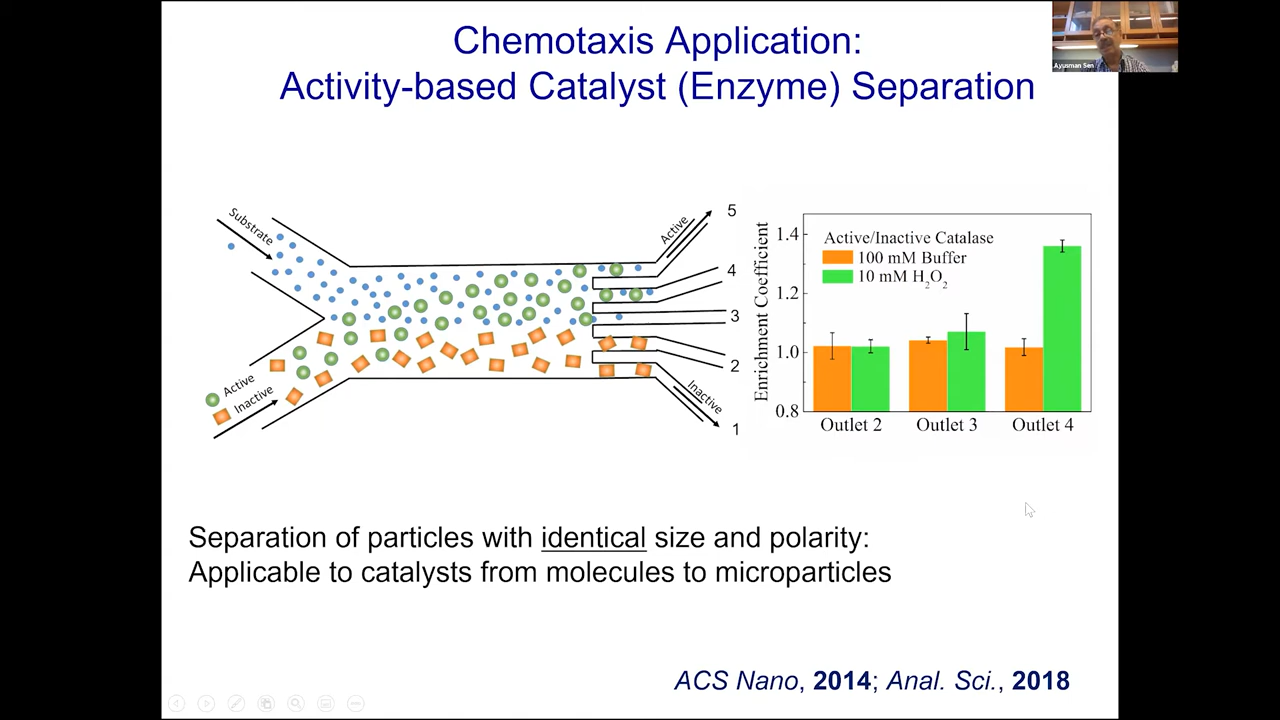 Chemotaxis Application:
Activity-based Catalyst (Enzyme) Separation
Ayusman Sen
Substrate
Active
Inactive
Active
5
4
3
2
1
Inactive
Enrichment Coefficient
1.4
1.2
1.0
0.8
Active/Inactive Catalase
100 mM Buffer
10 mM H₂O₂
Outlet 2
Outlet 3
Outlet 4
Separation of particles with identical size and polarity:
Applicable to catalysts from molecules to microparticles
ACS Nano, 2014; Anal. Sci., 2018